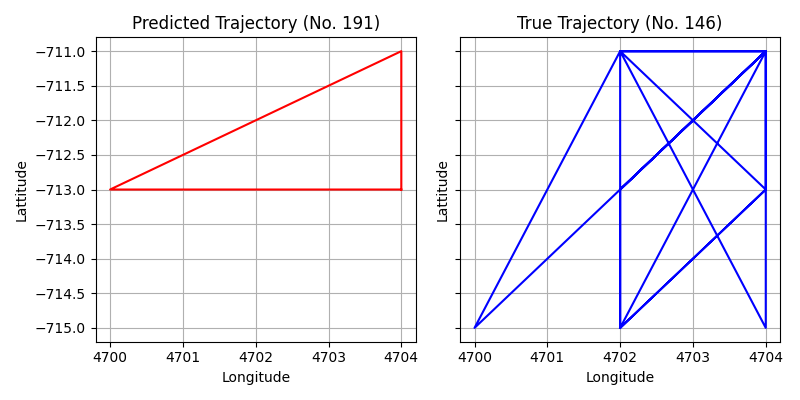 Predicted Trajectory (No. 191)
True Trajectory (No. 146)
Lattitude
−711.0
−711.5
−712.0
−712.5
−713.0
−713.5
−714.0
−714.5
−715.0
4700 4701 4702 4703 4704
Longitude
Lattitude
4700 4701 4702 4703 4704
Longitude